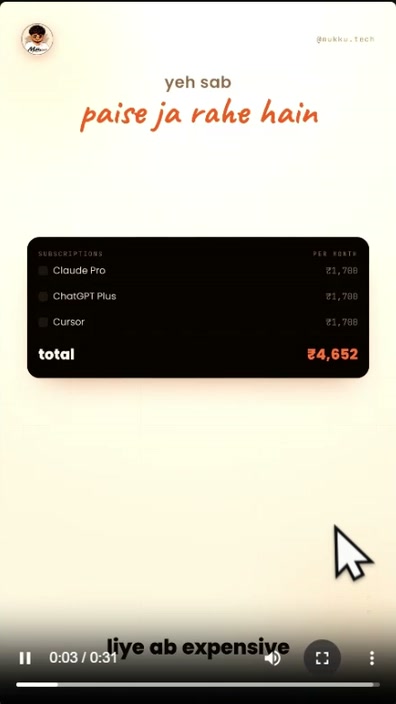 @mukku.tech
yeh sab
paise ja rahe hain
SUBSCRIPTIONS PER MONTH
Claude Pro ₹1,700
ChatGPT Plus ₹1,700
Cursor ₹1,700
total ₹4,652
liye ab expensive
0:03 / 0:31